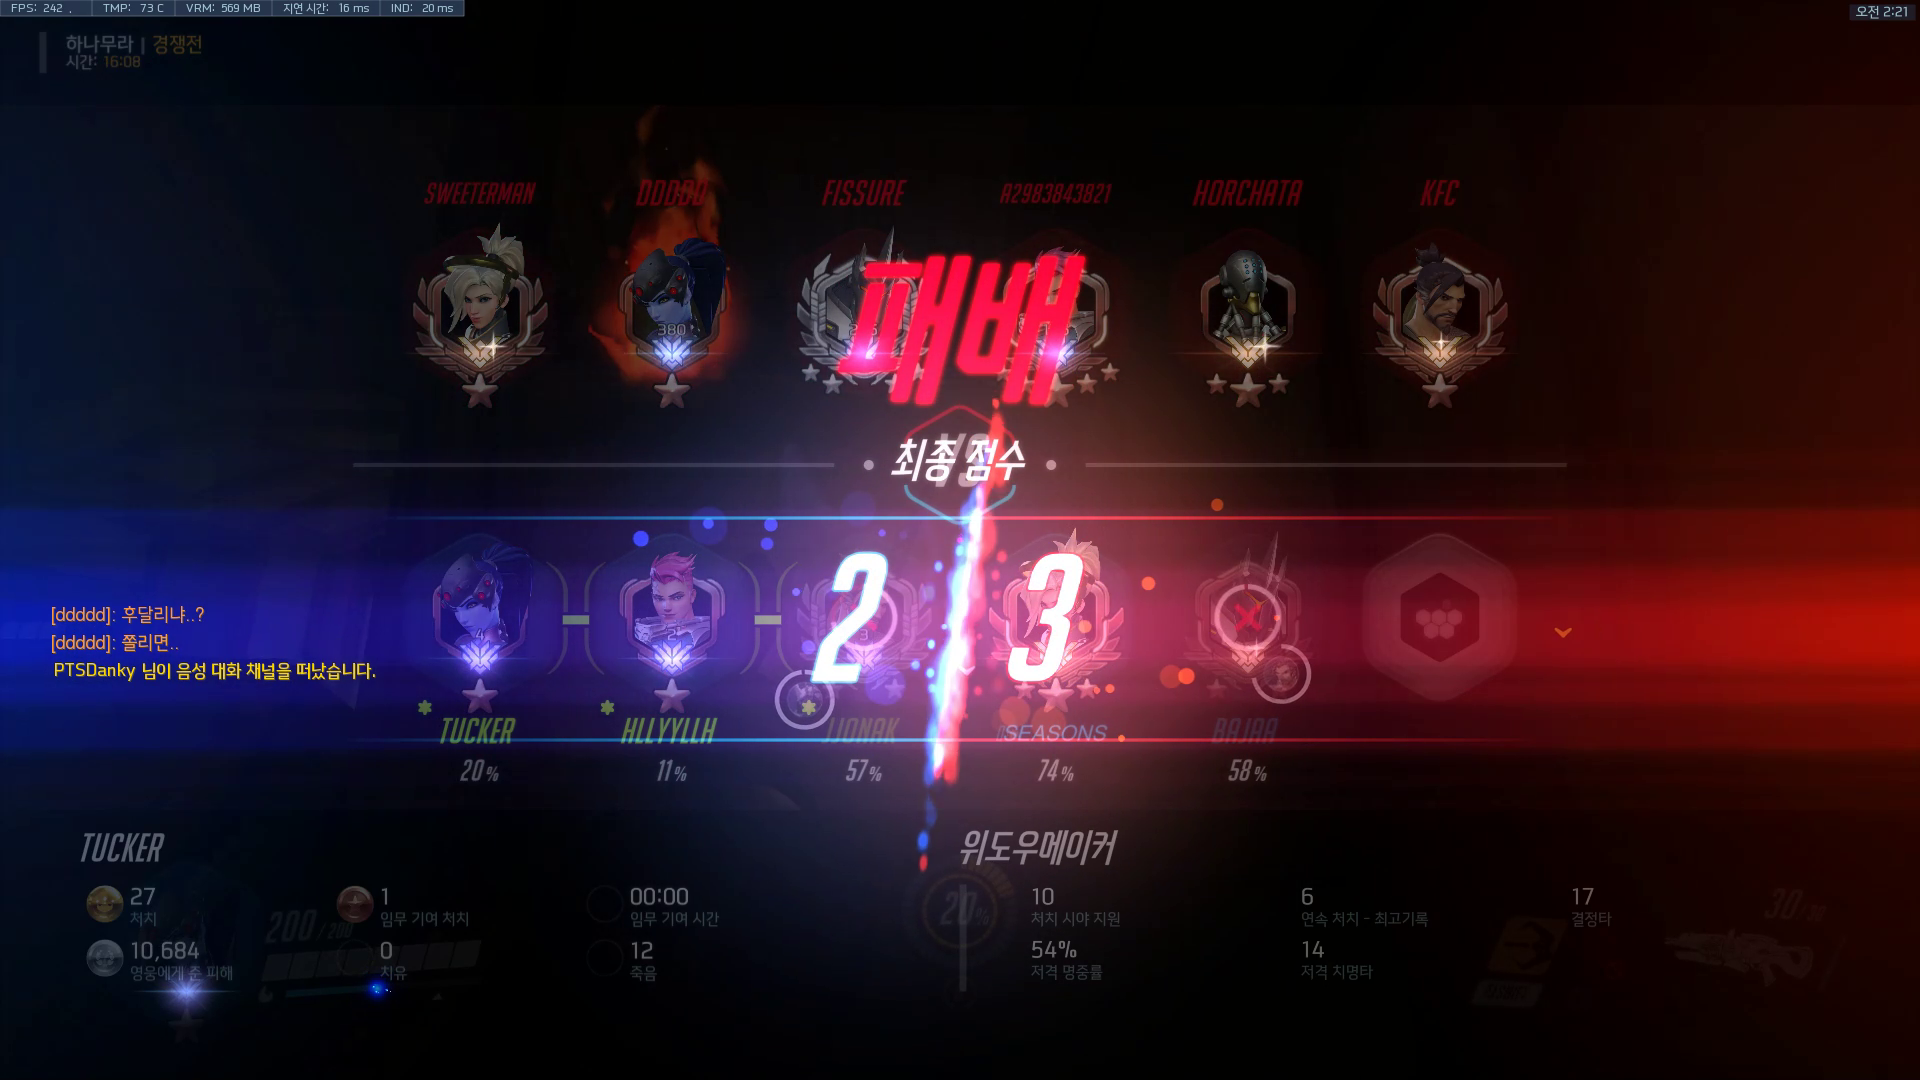 FPS: 242 . TMP: 73 C VRM: 569 MB 지연 시간: 16 ms IND: 20 ms
오전 2:21
하나무라 | 경쟁전
시간: 16:08
SWEETERMAN DDDDD FISSURE A2983843821 HORCHATA KFC
380
패배
VS
최종 점수
2 3
[ddddd]: 후달리냐..?
[ddddd]: 쫄리면..
PTSDanky 님이 음성 대화 채널을 떠났습니다.
TUCKER HLLYYLLH JJONAK SEASONS BAJRA
20% 11% 57% 74% 58%
TUCKER
위도우메이커
27 1 00:00 10 6 17
처치 임무 기여 처치 임무 기여 시간 처치 시야 지원 연속 처치 - 최고기록 결정타
10,684 0 12 54% 14
영웅에게 준 피해 치유 죽음 저격 명중률 저격 치명타
200 / 200
20%